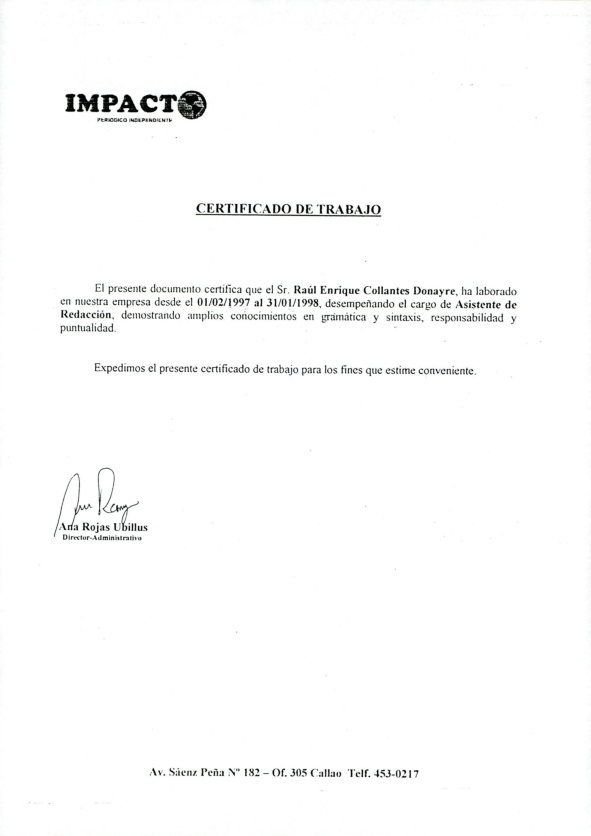 IMPACTO
PERIODICO INDEPENDIENTE
CERTIFICADO DE TRABAJO
El presente documento certifica que el Sr. Raúl Enrique Collantes Donayre, ha laborado
en nuestra empresa desde el 01/02/1997 al 31/01/1998, desempeñando el cargo de Asistente de
Redacción, demostrando amplios conocimientos en gramática y sintaxis, responsabilidad y
puntualidad.
Expedimos el presente certificado de trabajo para los fines que estime conveniente.
Ana Rojas Ubillus
Director-Administrativo
Av. Sáenz Peña Nº 182 – Of. 305 Callao Telf. 453-0217